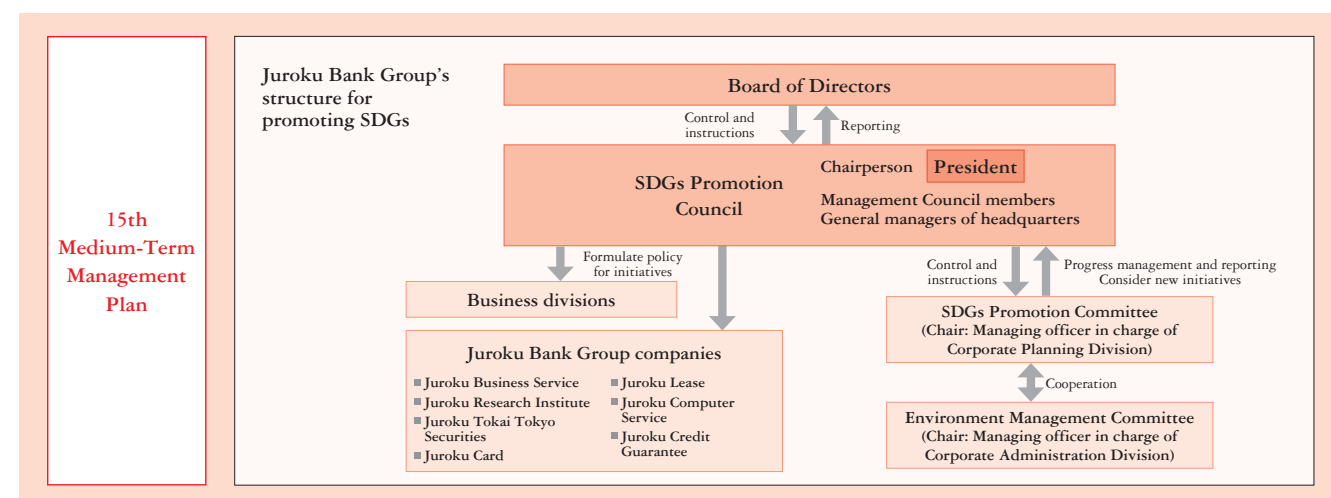 15th
Medium-Term
Management
Plan
Juroku Bank Group's
structure for
promoting SDGs
Board of Directors
Control and
instructions
Reporting
SDGs Promotion
Council
Chairperson
President
Management Council members
General managers of headquarters
Formulate policy
for initiatives
Control and
instructions
Progress management and reporting
Consider new initiatives
Business divisions
Juroku Bank Group companies
Juroku Business Service
Juroku Research Institute
Juroku Tokai Tokyo
Securities
Juroku Card
Juroku Lease
Juroku Computer
Service
Juroku Credit
Guarantee
SDGs Promotion Committee
(Chair: Managing officer in charge of
Corporate Planning Division)
Cooperation
Environment Management Committee
(Chair: Managing officer in charge of
Corporate Administration Division)